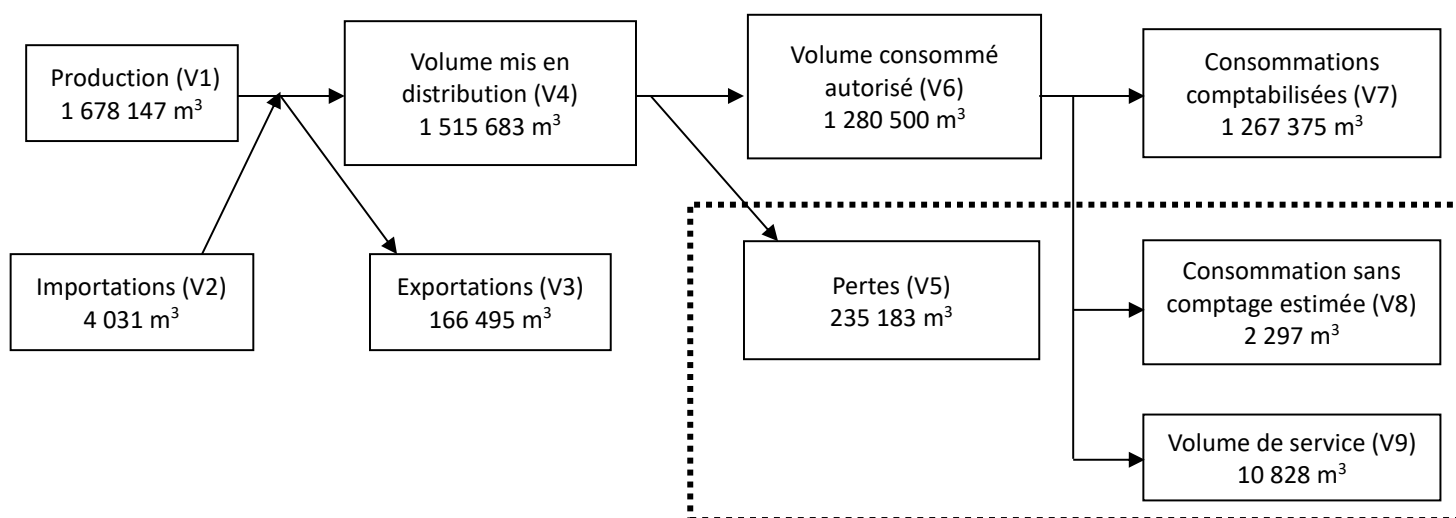 Production (V1)
1 678 147 m³
Volume mis en
distribution (V4)
1 515 683 m³
Volume consommé
autorisé (V6)
1 280 500 m³
Consommations
comptabilisées (V7)
1 267 375 m³
Importations (V2)
4 031 m³
Exportations (V3)
166 495 m³
Pertes (V5)
235 183 m³
Consommation sans
comptage estimée (V8)
2 297 m³
Volume de service (V9)
10 828 m³